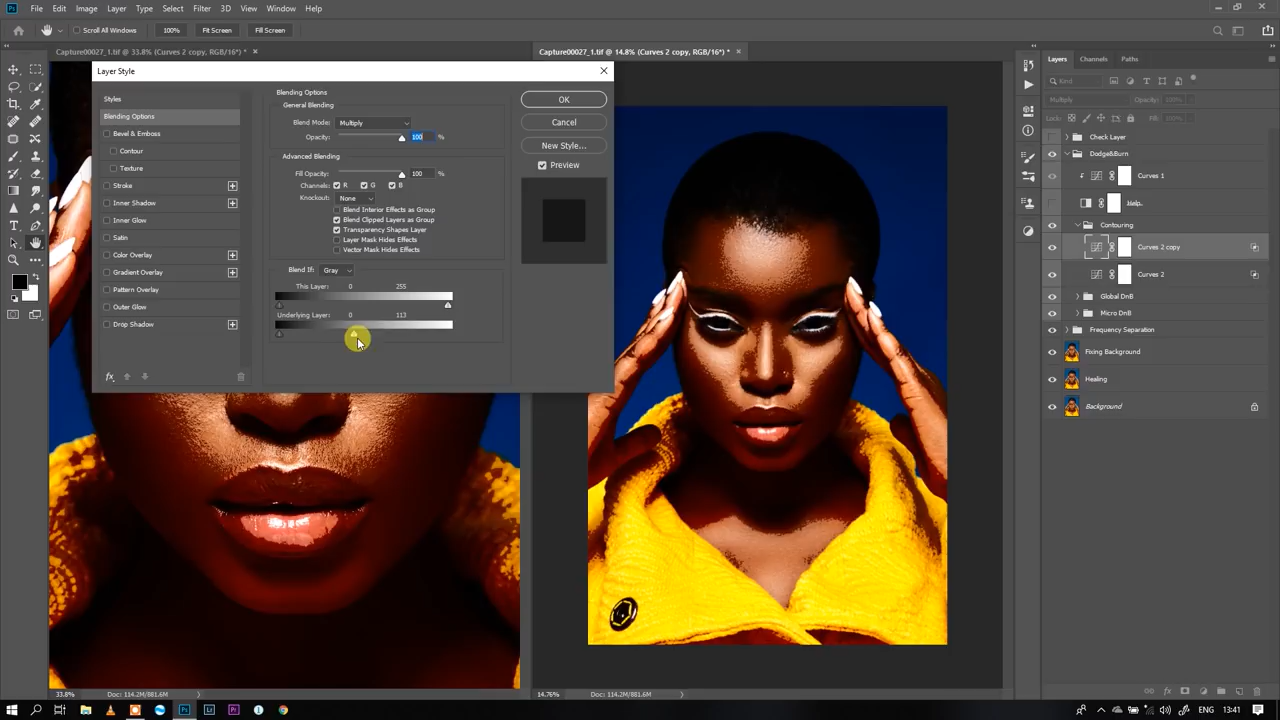 Ps File Edit Image Layer Type Select Filter 3D View Window Help
Scroll All Windows 100% Fit Screen Fill Screen
Capture00027_1.tif @ 33.8% (Curves 2 copy, RGB/16*) * ×
Capture00027_1.tif @ 14.8% (Curves 2 copy, RGB/16*) * ×
Layer Style
Styles
Blending Options
Bevel & Emboss
Contour
Texture
Stroke
Inner Shadow
Inner Glow
Satin
Color Overlay
Gradient Overlay
Pattern Overlay
Outer Glow
Drop Shadow
fx
Blending Options
General Blending
Blend Mode: Multiply
Opacity: 100 %
Advanced Blending
Fill Opacity: 100 %
Channels: R G B
Knockout: None
Blend Interior Effects as Group
Blend Clipped Layers as Group
Transparency Shapes Layer
Layer Mask Hides Effects
Vector Mask Hides Effects
Blend If: Gray
This Layer: 0 255
Underlying Layer: 0 113
OK
Cancel
New Style...
Preview
Layers Channels Paths
Kind
Multiply Opacity: 100%
Lock: Fill: 100%
Check Layer
Dodge&Burn
Curves 1
Help..
Contouring
Curves 2 copy
Curves 2
Global DnB
Micro DnB
Frequency Separation
Fixing Background
Healing
Background
33.8% Doc: 114.2M/881.6M
14.76% Doc: 114.2M/881.6M
ENG 13:41